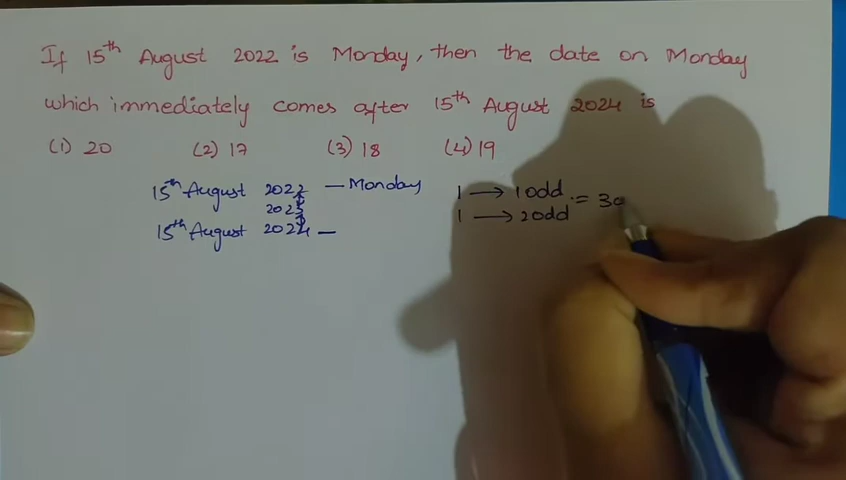 If 15th August 2022 is Monday, then the date on Monday
which immediately comes after 15th August 2024 is
(1) 20 (2) 17 (3) 18 (4) 19
15th August 2022 — Monday 1 → 1 odd
2023 1 → 2 odd = 30
15th August 2024 —